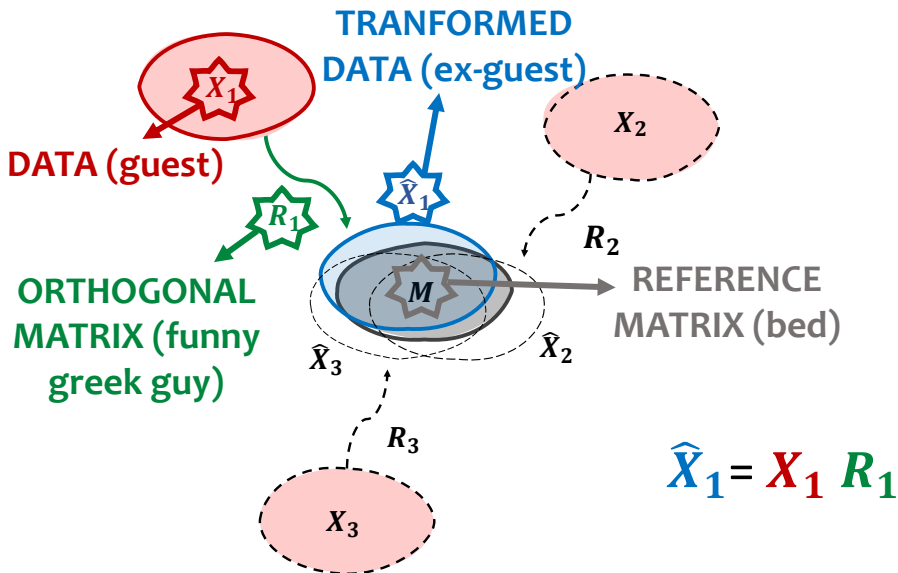 TRANFORMED
DATA (ex-guest)
X₁
X₂
DATA (guest)
X̂₁
R₁
R₂
ORTHOGONAL
MATRIX (funny
greek guy)
M
REFERENCE
MATRIX (bed)
X̂₃
X̂₂
R₃
X̂₁= X₁ R₁
X₃